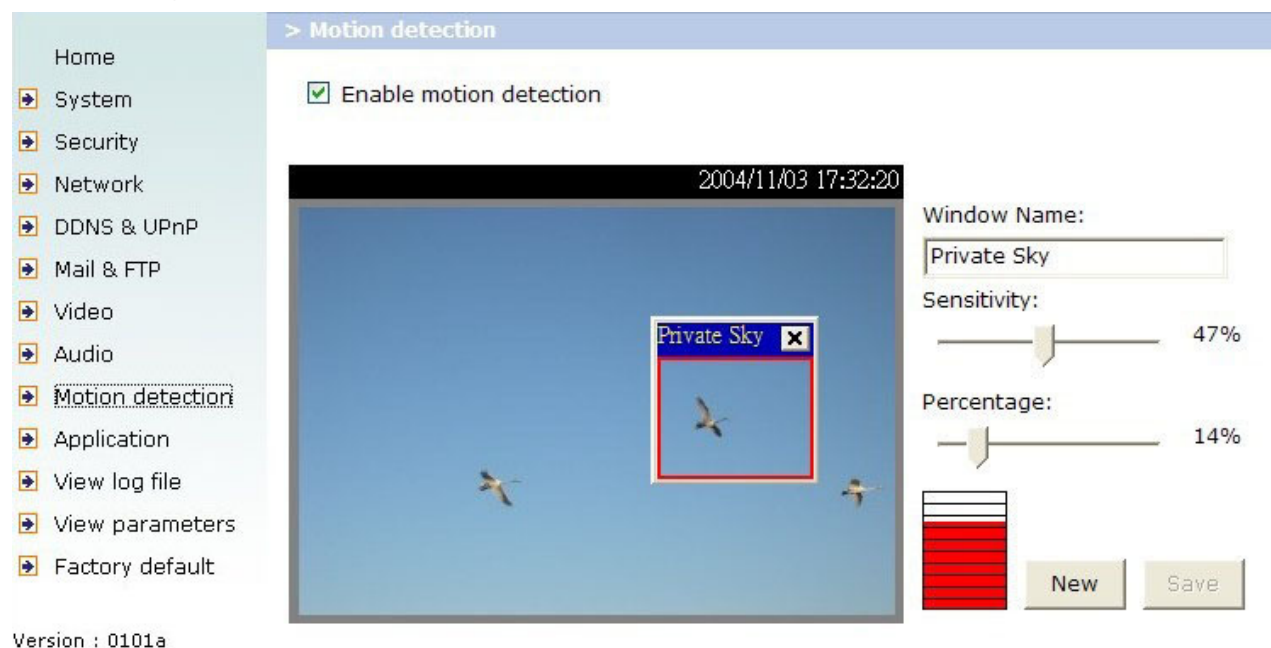 > Motion detection
Home
System
Security
Network
DDNS & UPnP
Mail & FTP
Video
Audio
Motion detection
Application
View log file
View parameters
Factory default
Version : 0101a
Enable motion detection
2004/11/03 17:32:20
Private Sky
Window Name:
Private Sky
Sensitivity:
47%
Percentage:
14%
New
Save